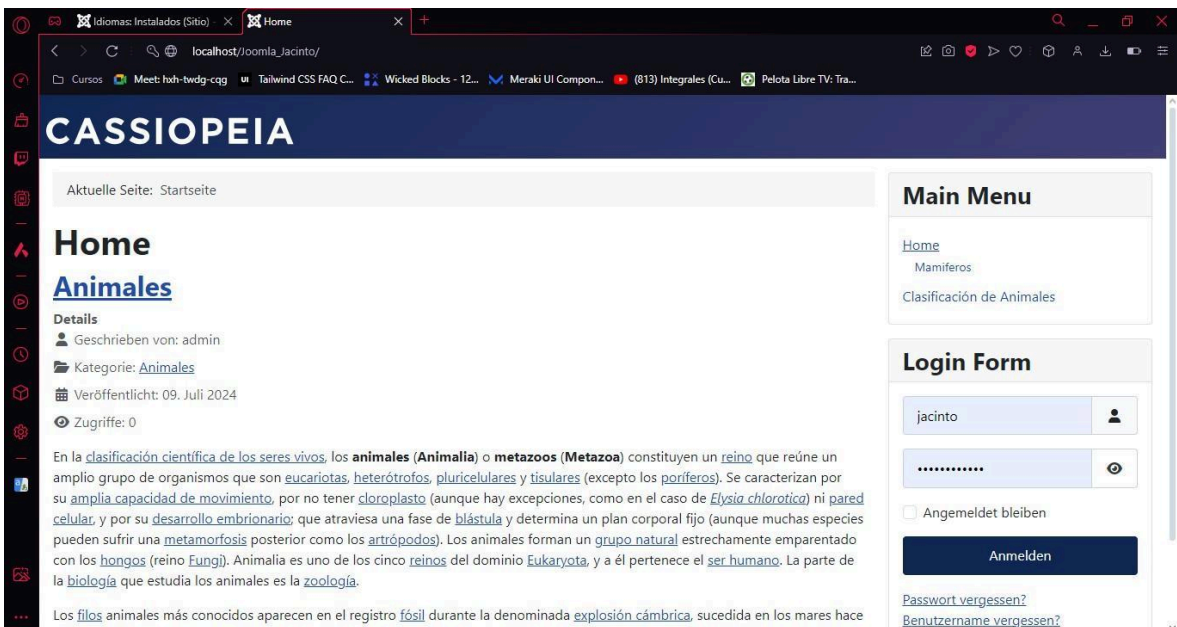 Idiomas: Instalados (Sitio) -
Home
localhost/Joomla_Jacinto/
Cursos
Meet: hxh-twdg-cqg
Tailwind CSS FAQ C...
Wicked Blocks - 12...
Meraki UI Compon...
(813) Integrales (Cu...
Pelota Libre TV: Tra...
CASSIOPEIA
Aktuelle Seite: Startseite
Home
Animales
Details
Geschrieben von: admin
Kategorie: Animales
Veröffentlicht: 09. Juli 2024
Zugriffe: 0
En la clasificación científica de los seres vivos, los animales (Animalia) o metazoos (Metazoa) constituyen un reino que reúne un
amplio grupo de organismos que son eucariotas, heterótrofos, pluricelulares y tisulares (excepto los poríferos). Se caracterizan por
su amplia capacidad de movimiento, por no tener cloroplasto (aunque hay excepciones, como en el caso de Elysia chlorotica) ni pared
celular, y por su desarrollo embrionario; que atraviesa una fase de blástula y determina un plan corporal fijo (aunque muchas especies
pueden sufrir una metamorfosis posterior como los artrópodos). Los animales forman un grupo natural estrechamente emparentado
con los hongos (reino Fungi). Animalia es uno de los cinco reinos del dominio Eukaryota, y a él pertenece el ser humano. La parte de
la biología que estudia los animales es la zoología.
Los filos animales más conocidos aparecen en el registro fósil durante la denominada explosión cámbrica, sucedida en los mares hace
Main Menu
Home
Mamiferos
Clasificación de Animales
Login Form
jacinto
Angemeldet bleiben
Anmelden
Passwort vergessen?
Benutzername vergessen?